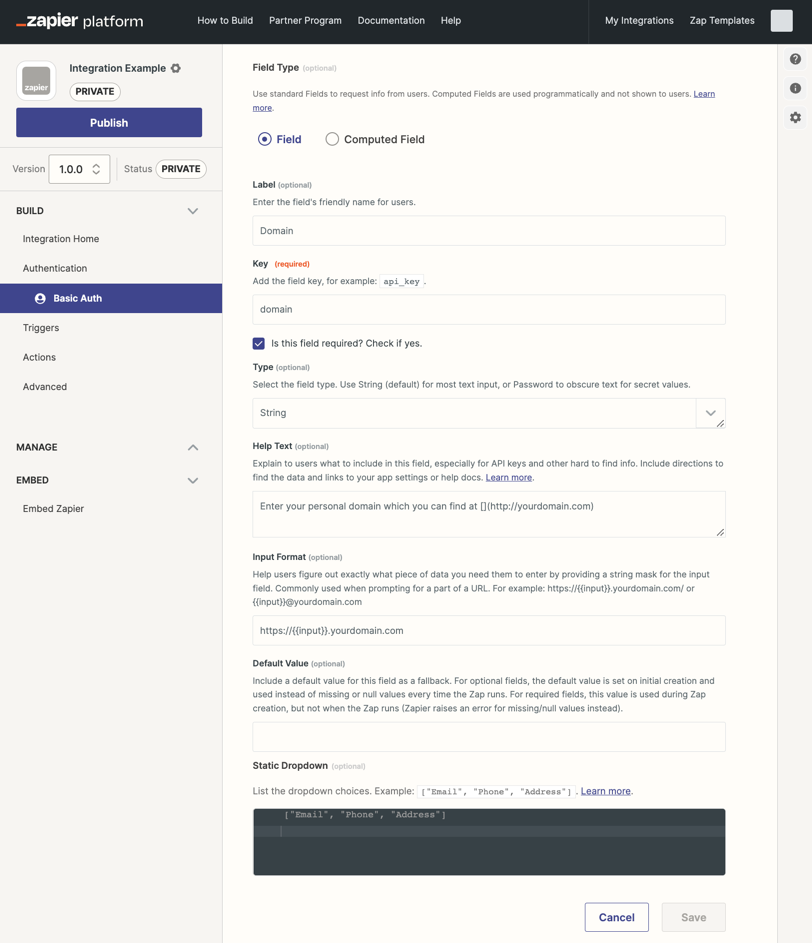 zapier platform
How to Build Partner Program Documentation Help
My Integrations Zap Templates
Integration Example
zapier
PRIVATE
Publish
Version 1.0.0 Status PRIVATE
BUILD
Integration Home
Authentication
Basic Auth
Triggers
Actions
Advanced
MANAGE
EMBED
Embed Zapier
Field Type (optional)
Use standard Fields to request info from users. Computed Fields are used programmatically and not shown to users. Learn
more.
Field Computed Field
Label (optional)
Enter the field's friendly name for users.
Domain
Key (required)
Add the field key, for example: api_key.
domain
Is this field required? Check if yes.
Type (optional)
Select the field type. Use String (default) for most text input, or Password to obscure text for secret values.
String
Help Text (optional)
Explain to users what to include in this field, especially for API keys and other hard to find info. Include directions to
find the data and links to your app settings or help docs. Learn more.
Enter your personal domain which you can find at [](http://yourdomain.com)
Input Format (optional)
Help users figure out exactly what piece of data you need them to enter by providing a string mask for the input
field. Commonly used when prompting for a part of a URL. For example: https://{{input}}.yourdomain.com/ or
{{input}}@yourdomain.com
https://{{input}}.yourdomain.com
Default Value (optional)
Include a default value for this field as a fallback. For optional fields, the default value is set on initial creation and
used instead of missing or null values every time the Zap runs. For required fields, this value is used during Zap
creation, but not when the Zap runs (Zapier raises an error for missing/null values instead).
Static Dropdown (optional)
List the dropdown choices. Example: ["Email", "Phone", "Address"]. Learn more.
["Email", "Phone", "Address"]
Cancel Save